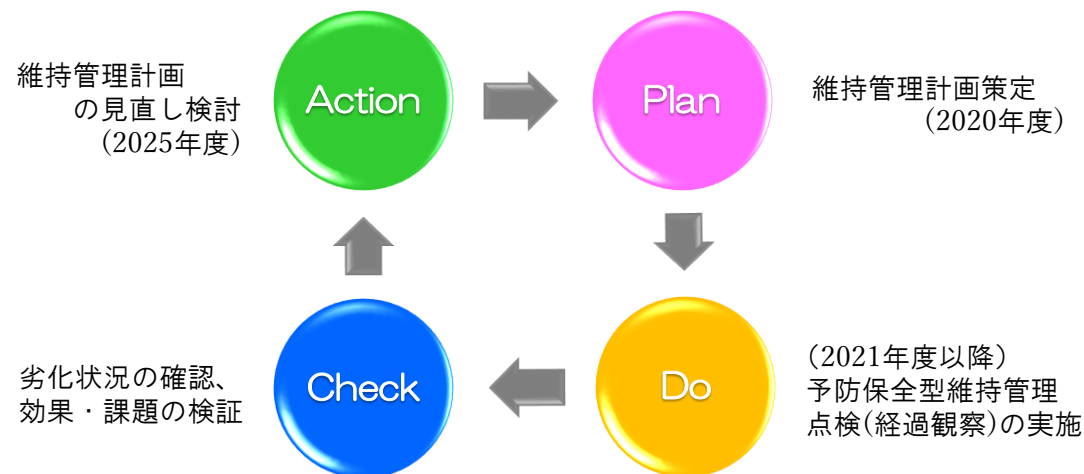 維持管理計画
の見直し検討
(2025年度)
Action
Plan
維持管理計画策定
(2020年度)
劣化状況の確認、
効果・課題の検証
Check
Do
(2021年度以降)
予防保全型維持管理
点検(経過観察)の実施